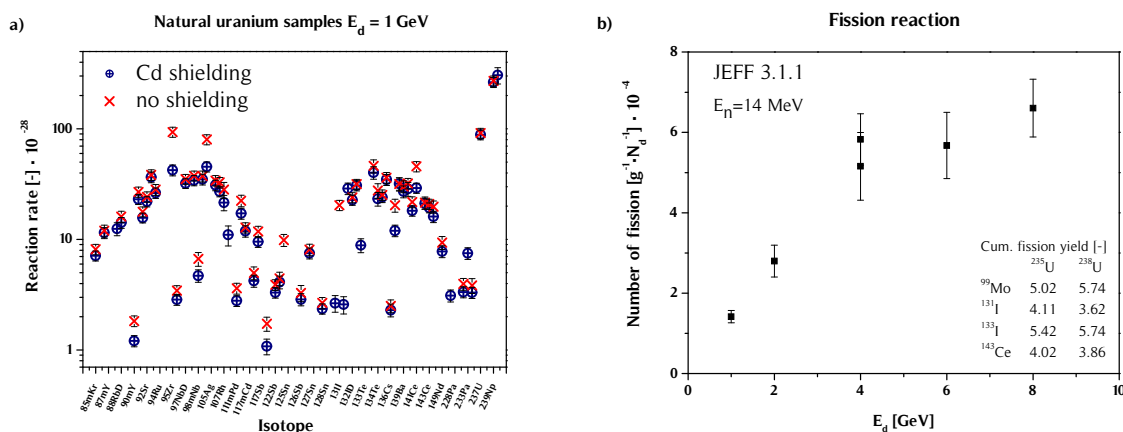 a)
Natural uranium samples E_d = 1 GeV
Cd shielding
no shielding
Reaction rate [-] · 10^-28
100
10
1
85mKr
87mY
88RbD
90mY
92Sr
94Ru
95Zr
97NbD
98mNb
105Ag
107Rh
111mPd
117mCd
117Sb
122Sb
125Sn
126Sb
127Sn
128Sn
131I
132ID
133Te
134Te
136Cs
139Ba
141Ce
143Ce
149Nd
228Pa
233Pa
237U
239Np
Isotope
b)
Fission reaction
JEFF 3.1.1
E_n=14 MeV
Number of fission [g^-1·N_d^-1] · 10^-4
8
6
4
2
0
Cum. fission yield [-]
^235U ^238U
^99Mo 5.02 5.74
^131I 4.11 3.62
^133I 5.42 5.74
^143Ce 4.02 3.86
0 2 4 6 8 10
E_d [GeV]